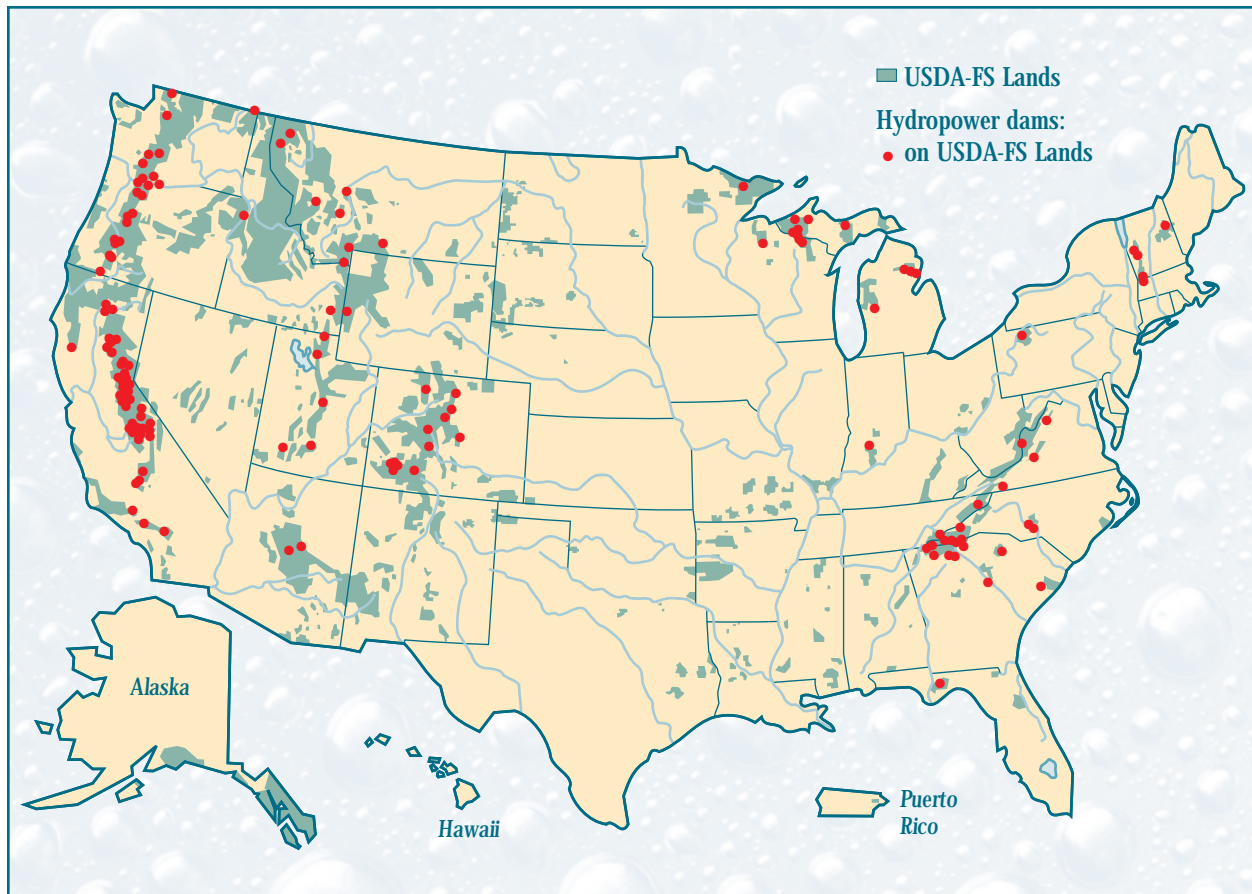 USDA-FS Lands
Hydropower dams:
on USDA-FS Lands
Alaska
Hawaii
Puerto
Rico